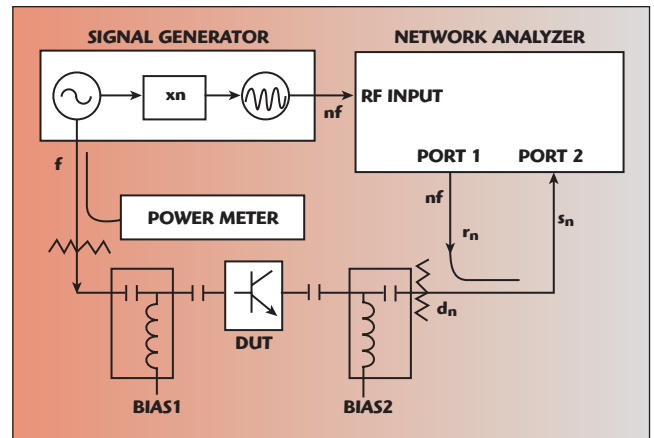 SIGNAL GENERATOR
NETWORK ANALYZER
xn
nf
RF INPUT
PORT 1
PORT 2
f
nf
sn
POWER METER
rn
dn
DUT
BIAS1
BIAS2